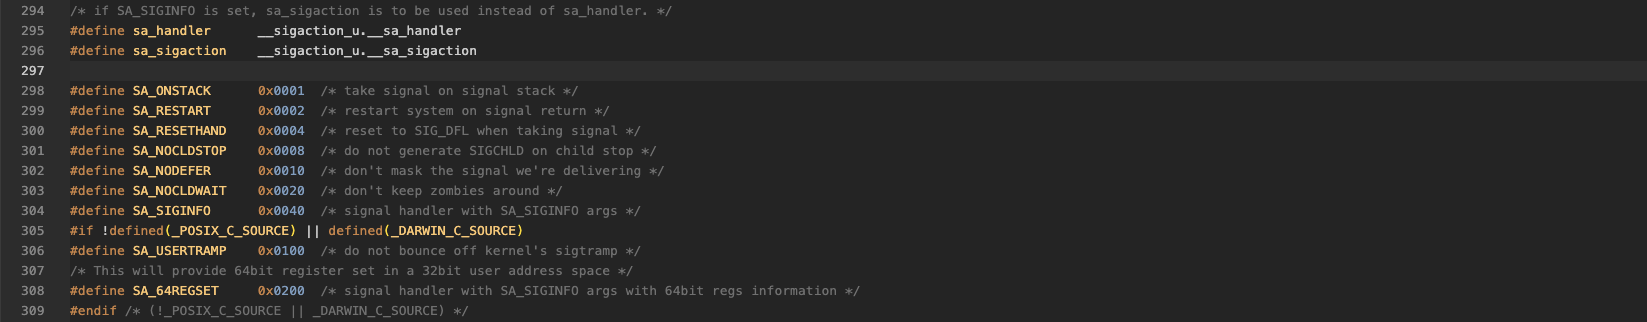 294 /* if SA_SIGINFO is set, sa_sigaction is to be used instead of sa_handler. */
295 #define sa_handler      __sigaction_u.__sa_handler
296 #define sa_sigaction    __sigaction_u.__sa_sigaction
297
298 #define SA_ONSTACK      0x0001  /* take signal on signal stack */
299 #define SA_RESTART      0x0002  /* restart system on signal return */
300 #define SA_RESETHAND    0x0004  /* reset to SIG_DFL when taking signal */
301 #define SA_NOCLDSTOP    0x0008  /* do not generate SIGCHLD on child stop */
302 #define SA_NODEFER      0x0010  /* don't mask the signal we're delivering */
303 #define SA_NOCLDWAIT    0x0020  /* don't keep zombies around */
304 #define SA_SIGINFO      0x0040  /* signal handler with SA_SIGINFO args */
305 #if !defined(_POSIX_C_SOURCE) || defined(_DARWIN_C_SOURCE)
306 #define SA_USERTRAMP    0x0100  /* do not bounce off kernel's sigtramp */
307 /* This will provide 64bit register set in a 32bit user address space */
308 #define SA_64REGSET     0x0200  /* signal handler with SA_SIGINFO args with 64bit regs information */
309 #endif /* (!_POSIX_C_SOURCE || _DARWIN_C_SOURCE) */